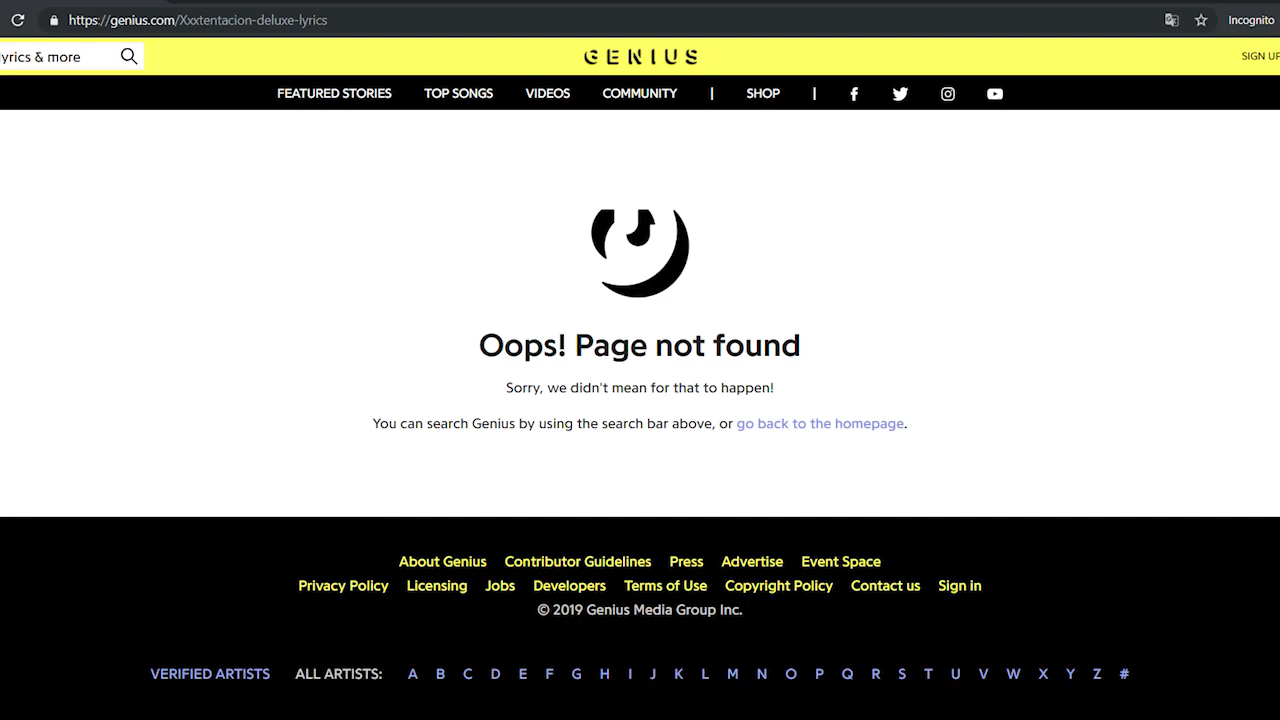 https://genius.com/Xxxtentacion-deluxe-lyrics Incognito
lyrics & more GENIUS SIGN UP
FEATURED STORIES TOP SONGS VIDEOS COMMUNITY | SHOP |
Oops! Page not found
Sorry, we didn't mean for that to happen!
You can search Genius by using the search bar above, or go back to the homepage.
About Genius Contributor Guidelines Press Advertise Event Space
Privacy Policy Licensing Jobs Developers Terms of Use Copyright Policy Contact us Sign in
© 2019 Genius Media Group Inc.
VERIFIED ARTISTS ALL ARTISTS: A B C D E F G H I J K L M N O P Q R S T U V W X Y Z #